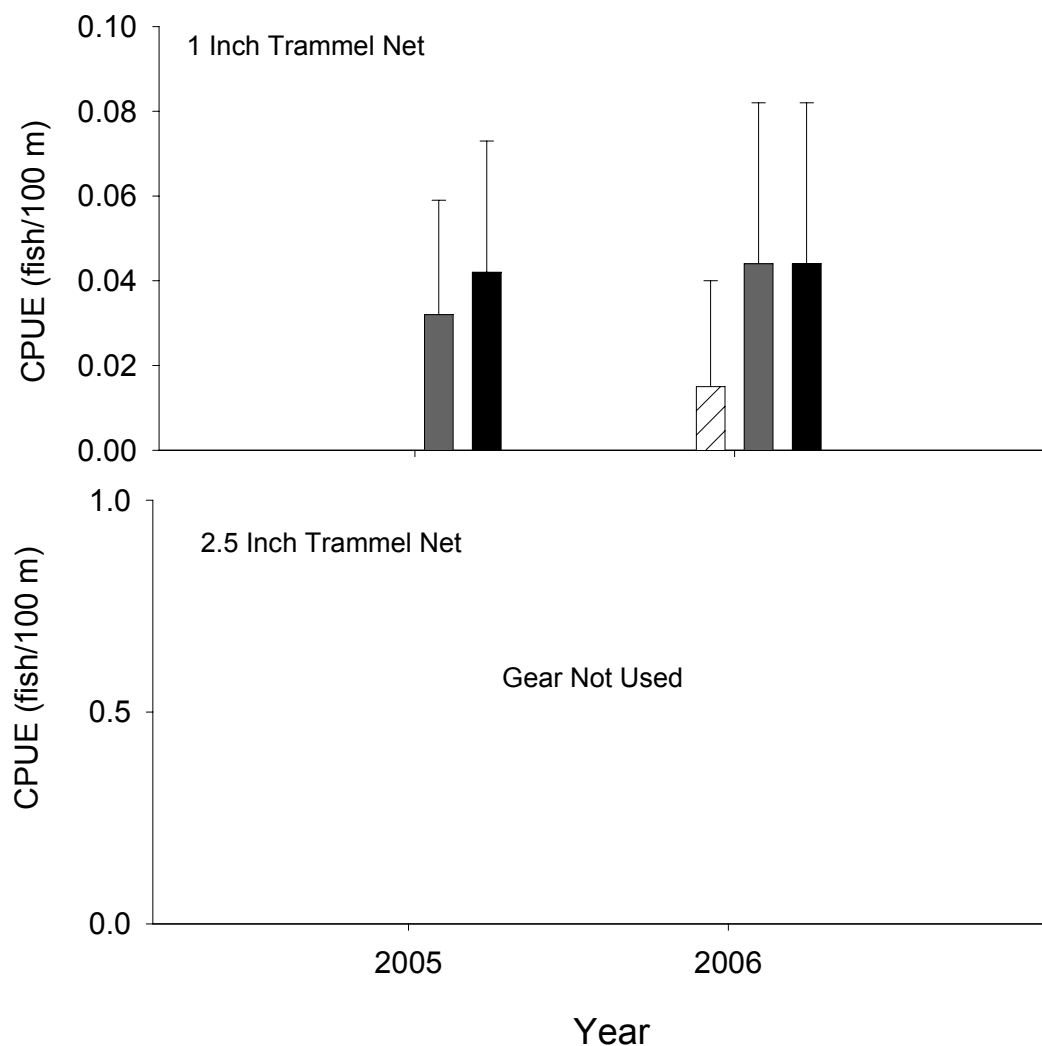 0.10
1 Inch Trammel Net
0.08
0.06
0.04
0.02
0.00
CPUE (fish/100 m)
1.0
2.5 Inch Trammel Net
Gear Not Used
0.5
0.0
CPUE (fish/100 m)
2005 2006
Year